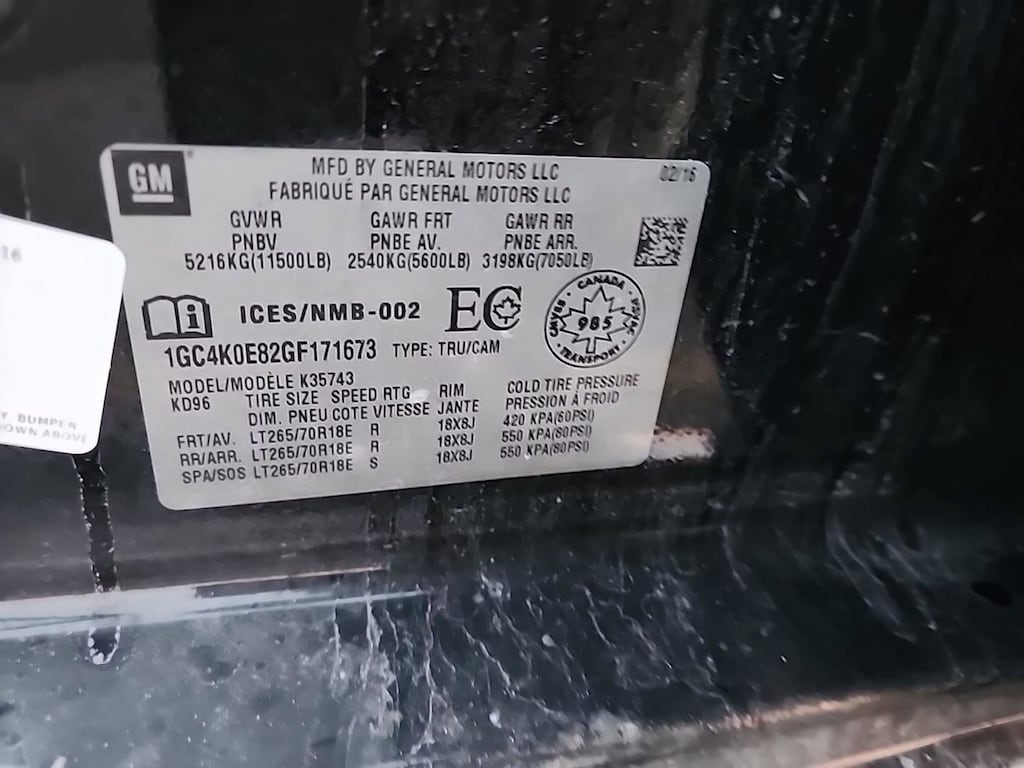 GM
MFD BY GENERAL MOTORS LLC 02/16
FABRIQUÉ PAR GENERAL MOTORS LLC
GVWR GAWR FRT GAWR RR
PNBV PNBE AV. PNBE ARR.
5216KG(11500LB) 2540KG(5600LB) 3198KG(7050LB)
i ICES/NMB-002 EC
CANADA
985
TRANSPORT
1GC4K0E82GF171673 TYPE: TRU/CAM
MODEL/MODÈLE K35743
KD96 TIRE SIZE SPEED RTG RIM COLD TIRE PRESSURE
DIM. PNEU COTE VITESSE JANTE PRESSION À FROID
FRT/AV. LT265/70R18E R 18X8J 420 KPA(60PSI)
RR/ARR. LT265/70R18E R 18X8J 550 KPA(80PSI)
SPA/SOS LT265/70R18E S 18X8J 550 KPA(80PSI)
16
Y BUMPER
OWN ABOVE